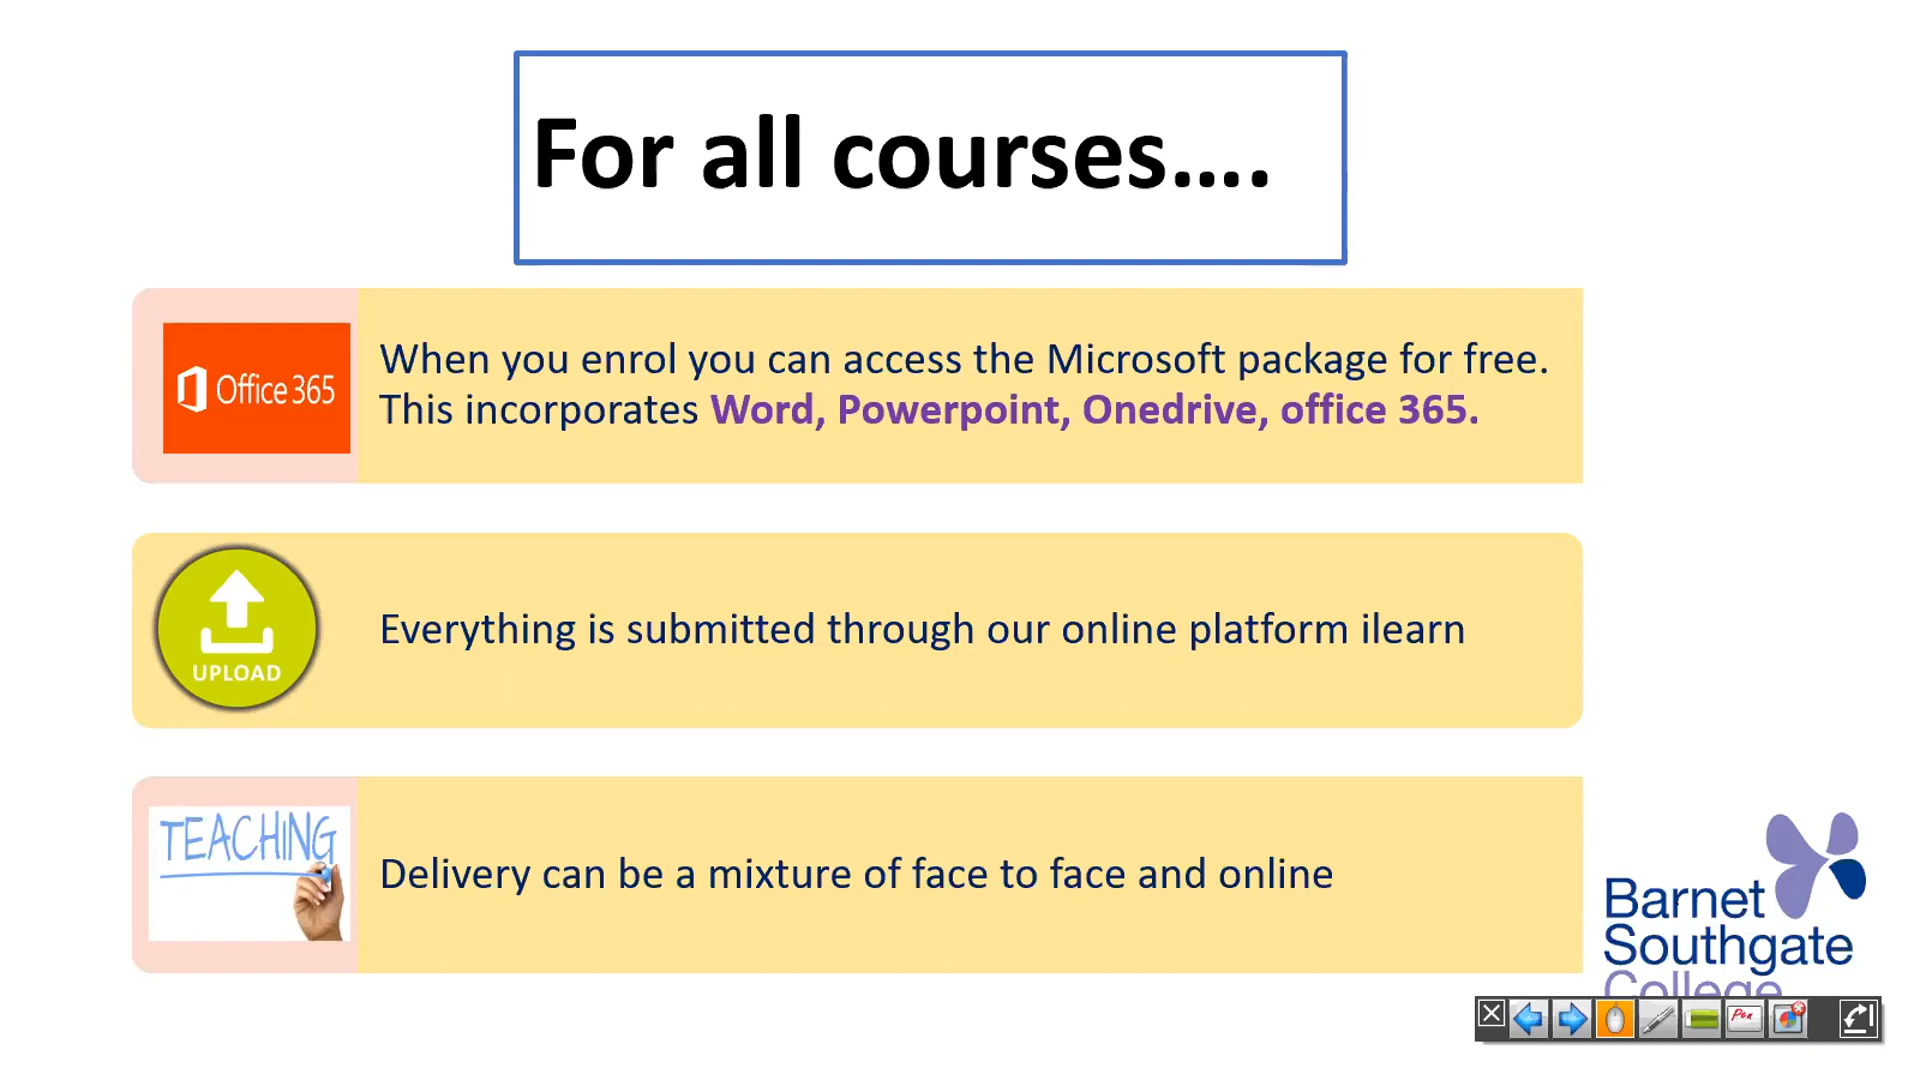 For all courses....
Office 365
When you enrol you can access the Microsoft package for free.
This incorporates Word, Powerpoint, Onedrive, office 365.
UPLOAD
Everything is submitted through our online platform ilearn
TEACHING
Delivery can be a mixture of face to face and online
Barnet
Southgate
College
Pen